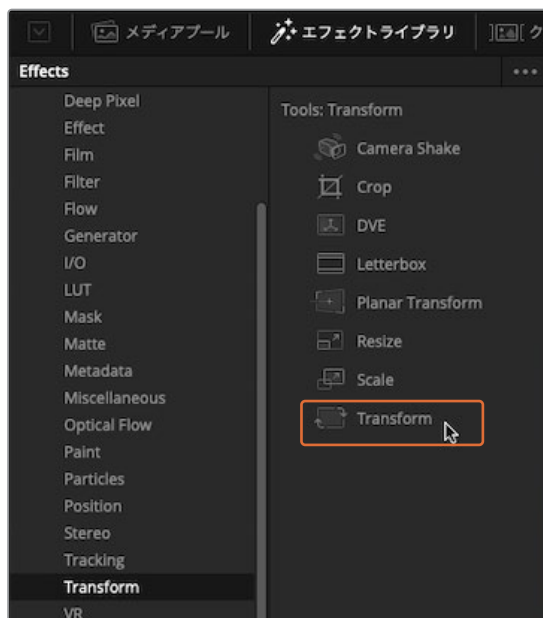 メディアプール エフェクトライブラリ ク
Effects
Deep Pixel
Effect
Film
Filter
Flow
Generator
I/O
LUT
Mask
Matte
Metadata
Miscellaneous
Optical Flow
Paint
Particles
Position
Stereo
Tracking
Transform
VR
Tools: Transform
Camera Shake
Crop
DVE
Letterbox
Planar Transform
Resize
Scale
Transform